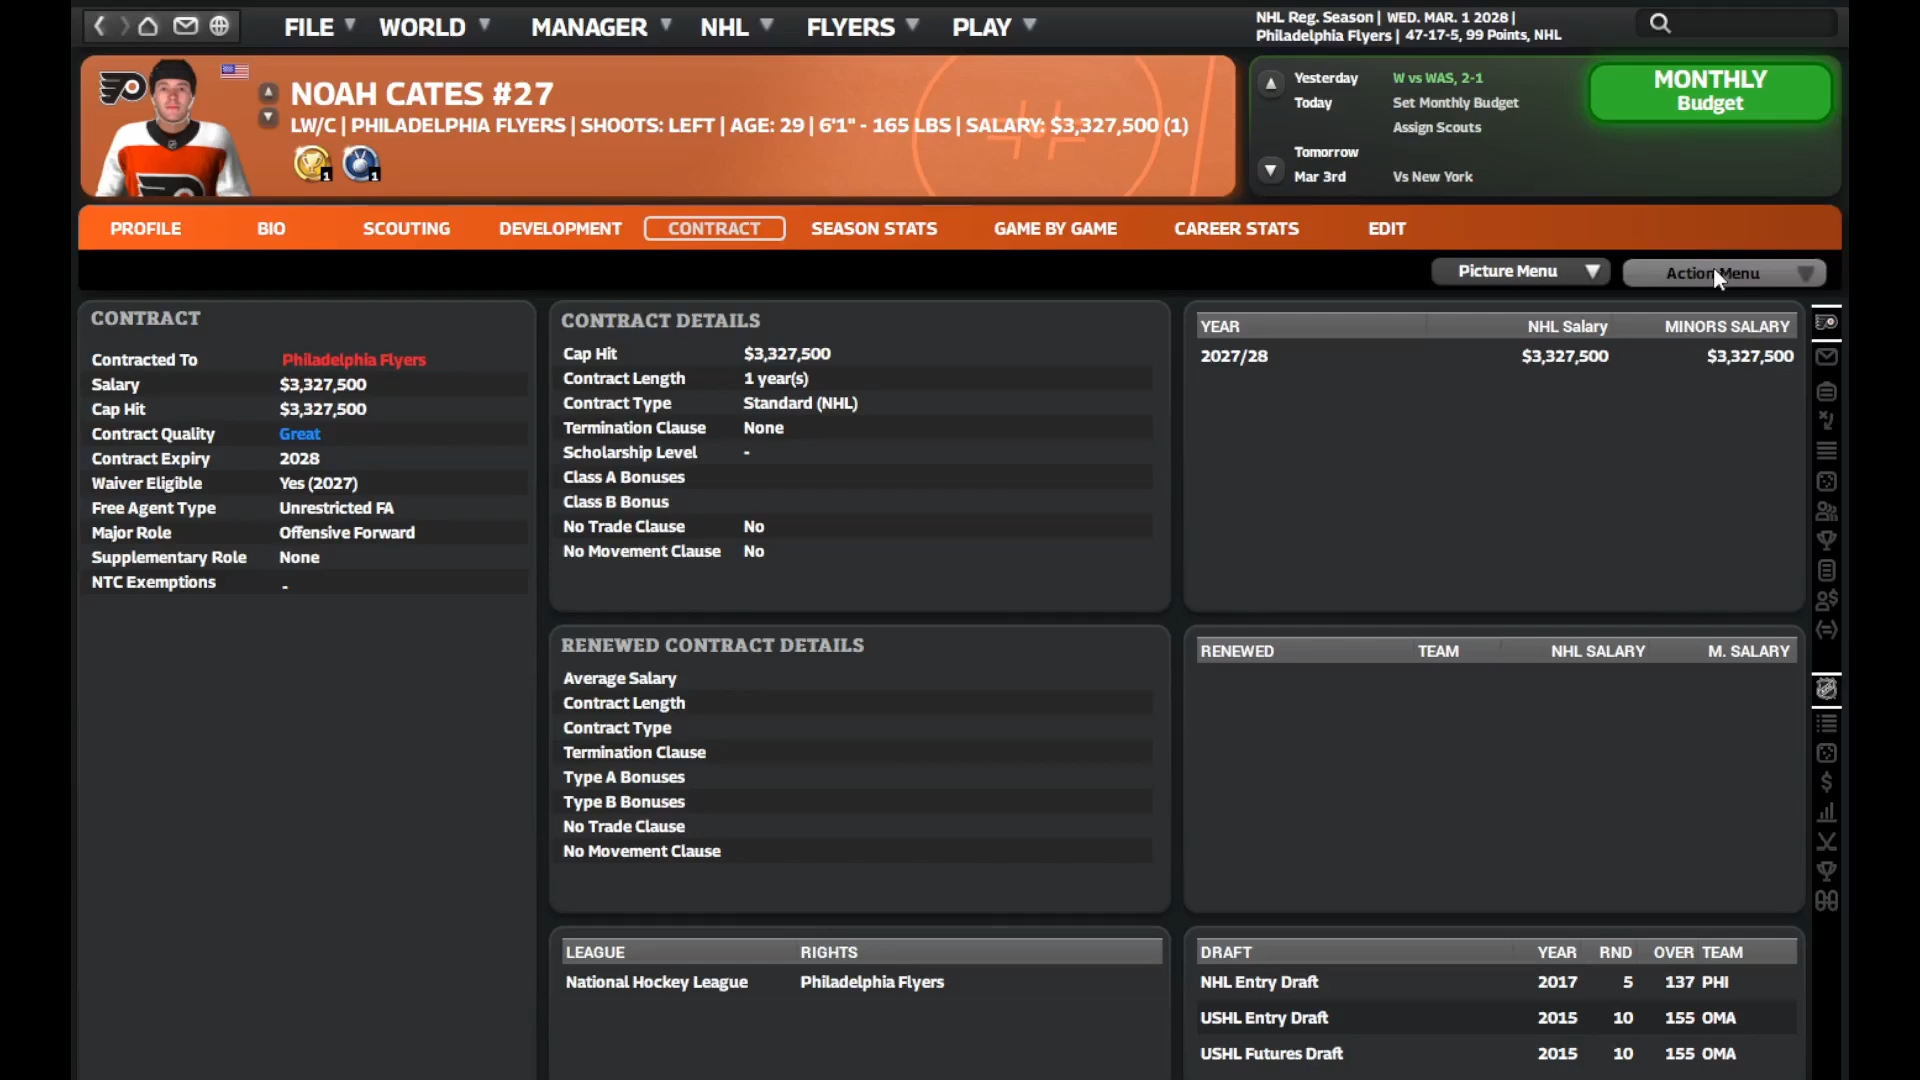 FILE WORLD MANAGER NHL FLYERS PLAY
NHL Reg. Season | WED. MAR. 1 2028 |
Philadelphia Flyers | 47-17-5, 99 Points, NHL
NOAH CATES #27
LW/C | PHILADELPHIA FLYERS | SHOOTS: LEFT | AGE: 29 | 6'1" - 165 LBS | SALARY: $3,327,500 (1)
1 1
Yesterday W vs WAS, 2-1
Today Set Monthly Budget
Assign Scouts
Tomorrow
Mar 3rd Vs New York
MONTHLY
Budget
PROFILE BIO SCOUTING DEVELOPMENT CONTRACT SEASON STATS GAME BY GAME CAREER STATS EDIT
Picture Menu Action Menu
CONTRACT
Contracted To Philadelphia Flyers
Salary $3,327,500
Cap Hit $3,327,500
Contract Quality Great
Contract Expiry 2028
Waiver Eligible Yes (2027)
Free Agent Type Unrestricted FA
Major Role Offensive Forward
Supplementary Role None
NTC Exemptions -
CONTRACT DETAILS
Cap Hit $3,327,500
Contract Length 1 year(s)
Contract Type Standard (NHL)
Termination Clause None
Scholarship Level -
Class A Bonuses
Class B Bonus
No Trade Clause No
No Movement Clause No
YEAR NHL Salary MINORS SALARY
2027/28 $3,327,500 $3,327,500
RENEWED CONTRACT DETAILS
Average Salary
Contract Length
Contract Type
Termination Clause
Type A Bonuses
Type B Bonuses
No Trade Clause
No Movement Clause
RENEWED TEAM NHL SALARY M. SALARY
LEAGUE RIGHTS
National Hockey League Philadelphia Flyers
DRAFT YEAR RND OVER TEAM
NHL Entry Draft 2017 5 137 PHI
USHL Entry Draft 2015 10 155 OMA
USHL Futures Draft 2015 10 155 OMA